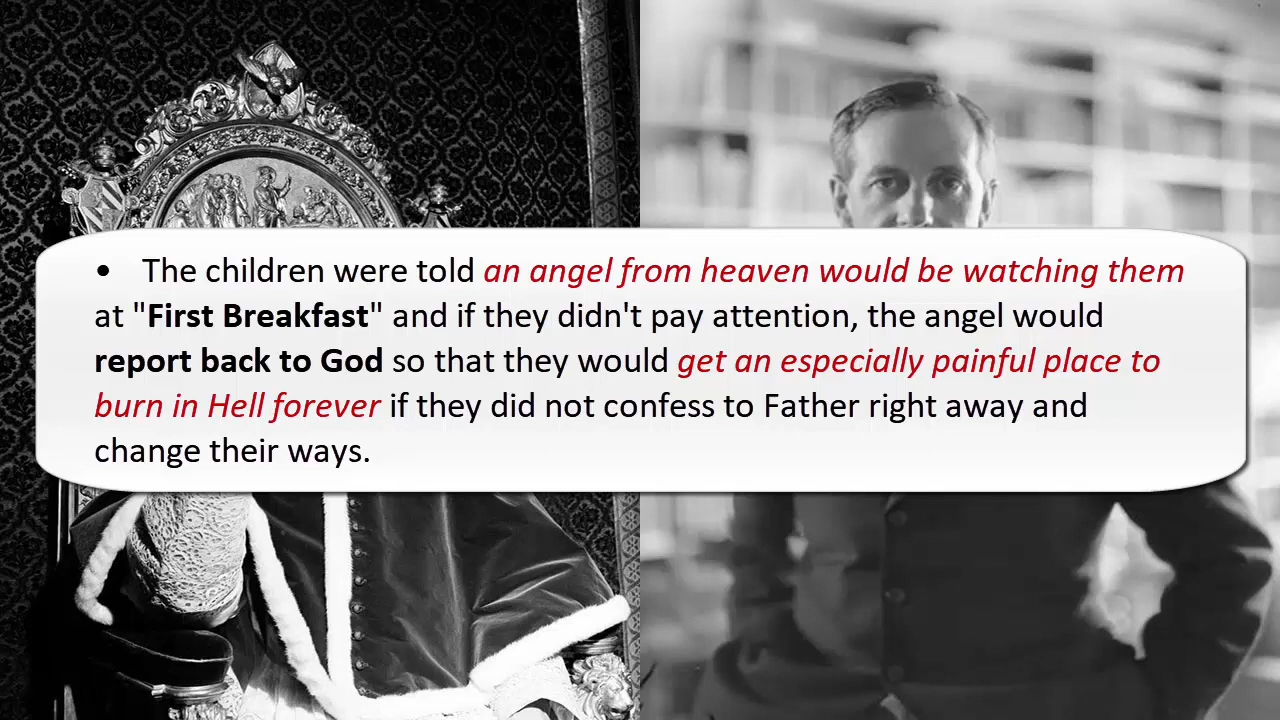 • The children were told an angel from heaven would be watching them
at "First Breakfast" and if they didn't pay attention, the angel would
report back to God so that they would get an especially painful place to
burn in Hell forever if they did not confess to Father right away and
change their ways.